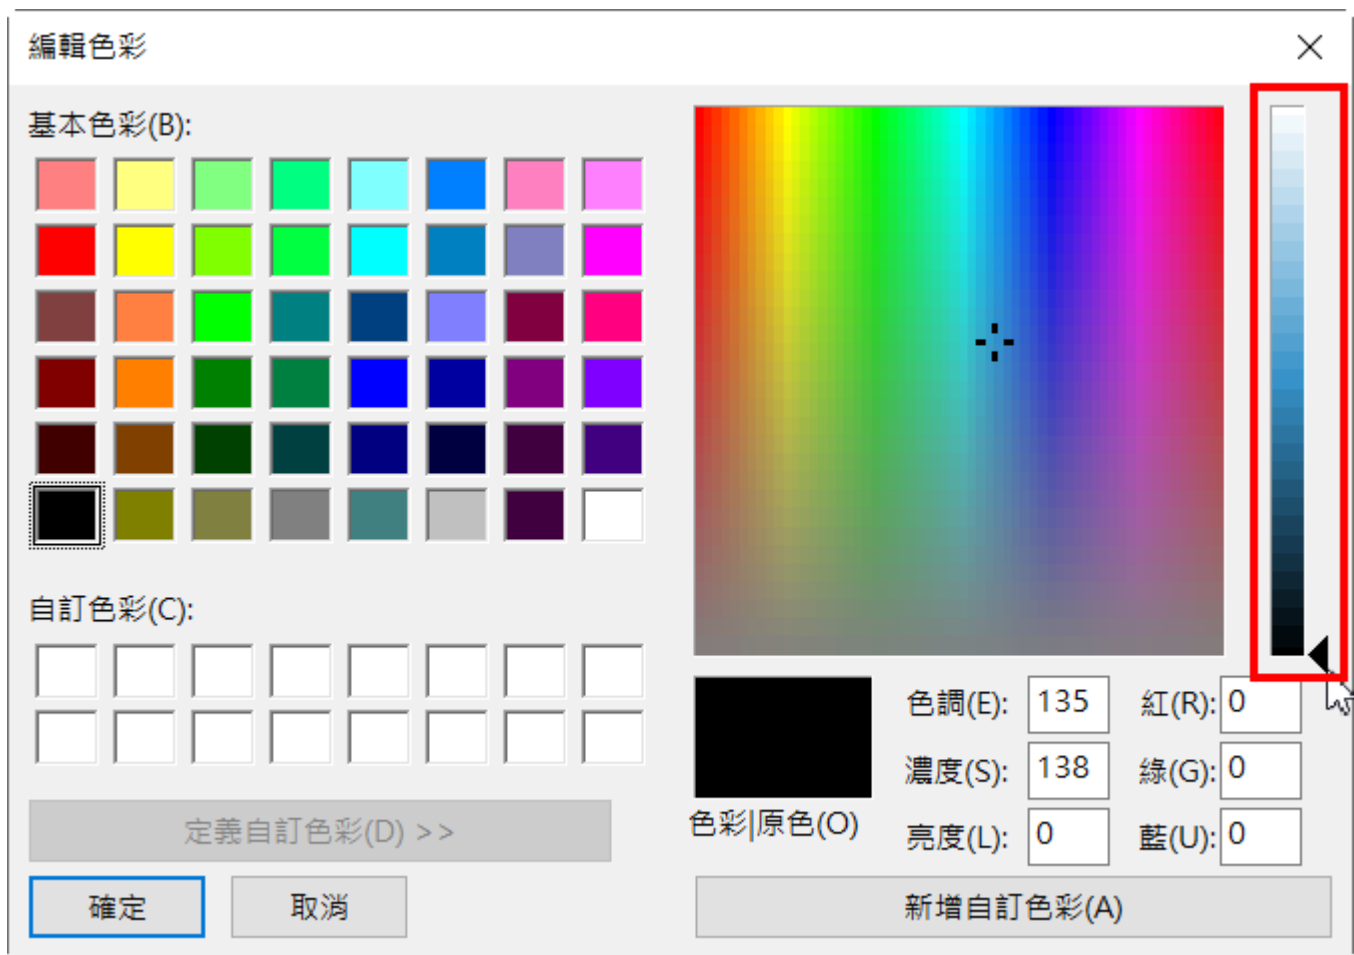 編輯色彩
基本色彩(B):
自訂色彩(C):
定義自訂色彩(D) >>
確定
取消
色彩|原色(O)
色調(E): 135
濃度(S): 138
亮度(L): 0
紅(R): 0
綠(G): 0
藍(U): 0
新增自訂色彩(A)